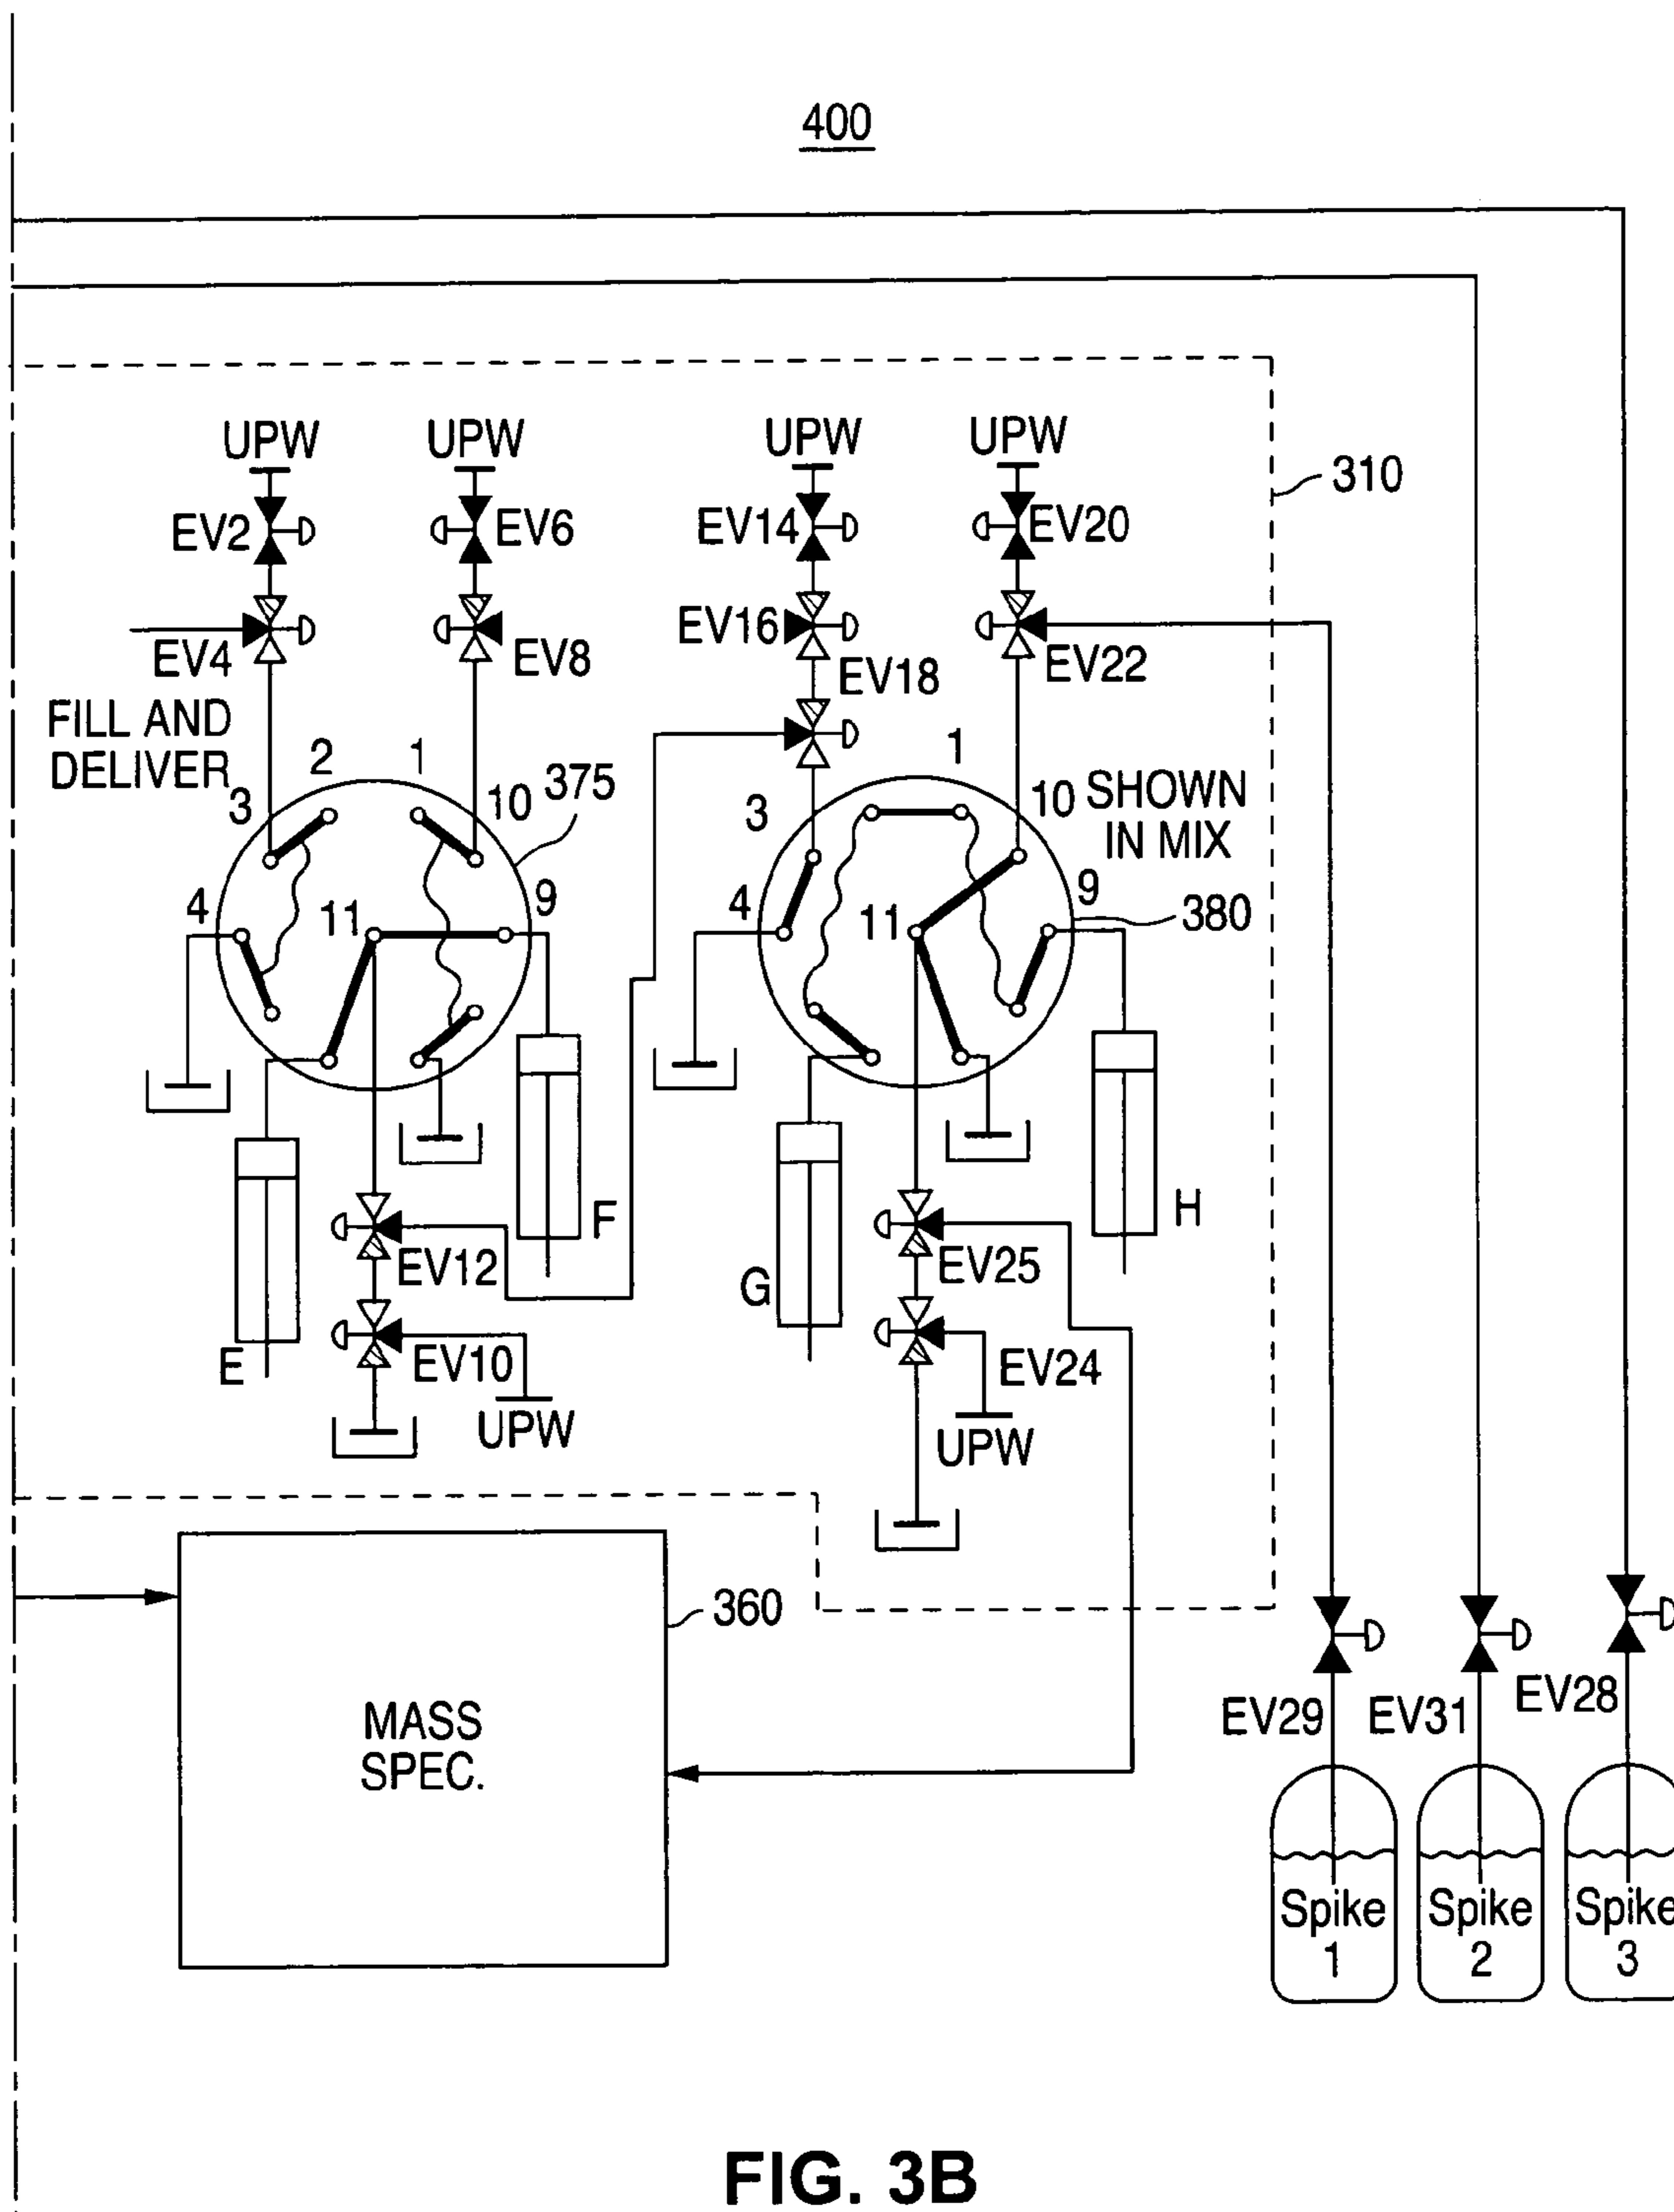 400
UPW UPW UPW UPW
310
EV2 EV6 EV14 EV20
EV4 EV8 EV16 EV22
EV18
FILL AND
DELIVER
2 1 1
3 10 375 3 10 SHOWN
IN MIX
4 11 9 4 11 9
380
F H
EV12 EV25
G
E EV10 EV24
UPW UPW
360
MASS
SPEC.
EV29 EV31 EV28
Spike
1
Spike
2
Spike
3
FIG. 3B